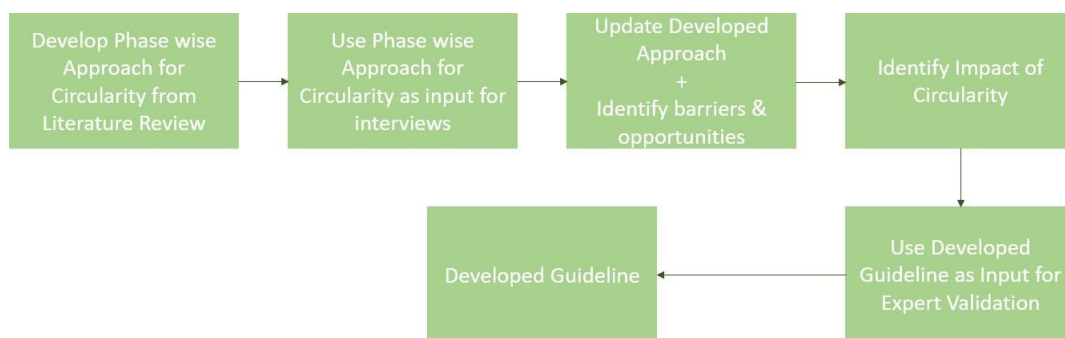 Develop Phase wise
Approach for
Circularity from
Literature Review
Use Phase wise
Approach for
Circularity as input for
interviews
Update Developed
Approach
+
Identify barriers &
opportunities
Identify Impact of
Circularity
Use Developed
Guideline as Input for
Expert Validation
Developed Guideline